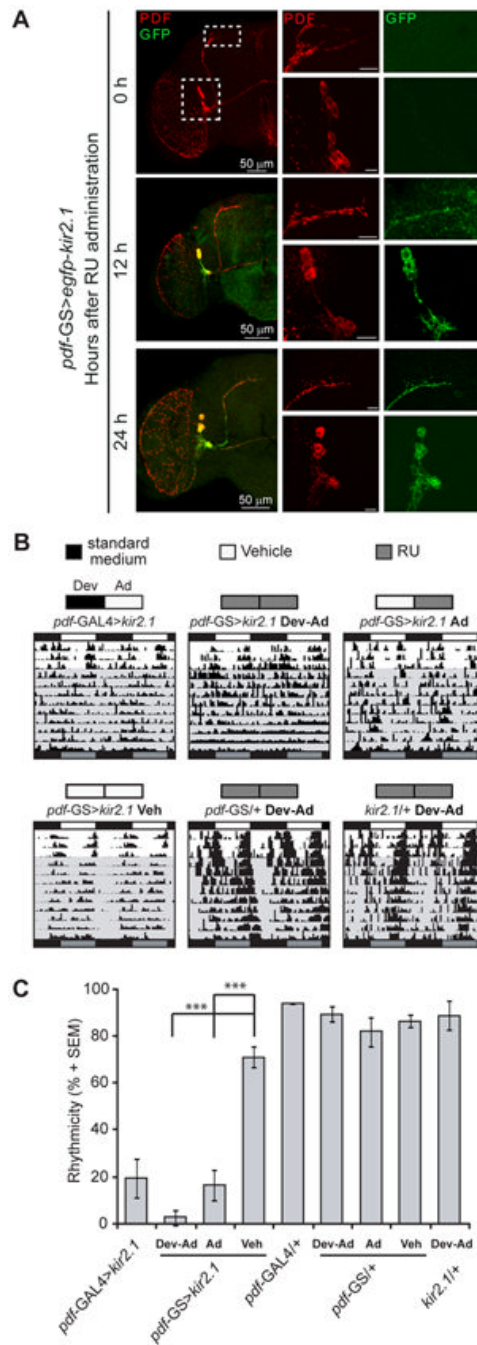 A
PDF
GFP
PDF
GFP
pdf-GS>egfp-kir2.1
Hours after RU administration
0 h
50 μm
12 h
50 μm
24 h
50 μm
B
standard medium
Vehicle
RU
Dev Ad
pdf-GAL4>kir2.1
pdf-GS>kir2.1 Dev-Ad
pdf-GS>kir2.1 Ad
pdf-GS>kir2.1 Veh
pdf-GS/+ Dev-Ad
kir2.1/+ Dev-Ad
C
Rhythmicity (% + SEM)
100
80
60
40
20
0
***
***
Dev-Ad Ad Veh Dev-Ad Ad Veh Dev-Ad
pdf-GAL4>kir2.1
pdf-GS>kir2.1
pdf-GAL4/+
pdf-GS/+
kir2.1/+